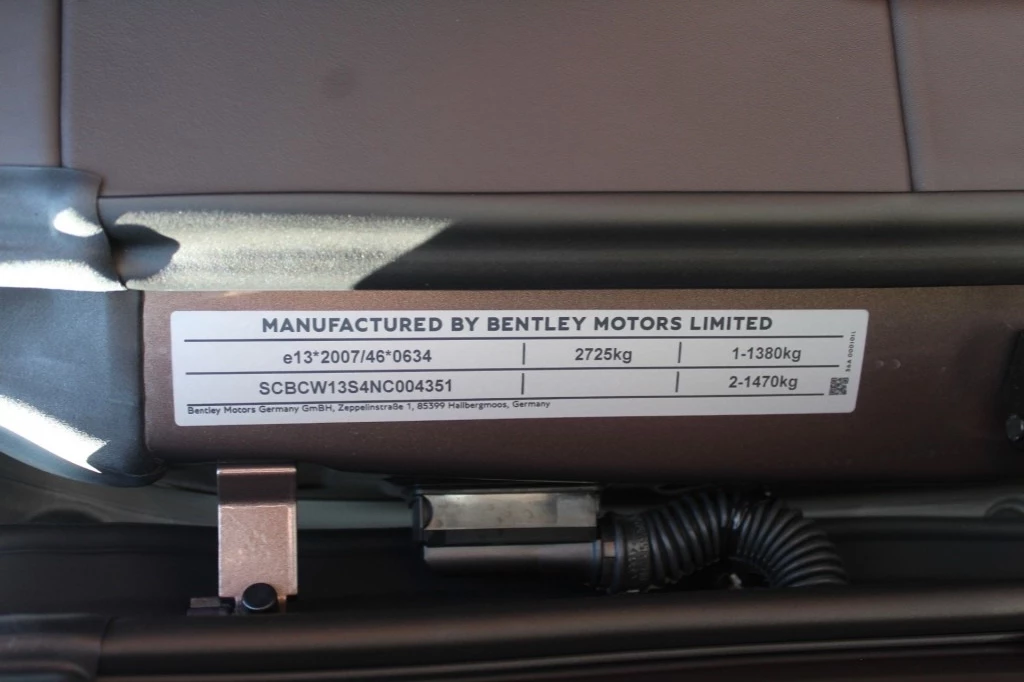 MANUFACTURED BY BENTLEY MOTORS LIMITED
e13*2007/46*0634 | 2725kg | 1-1380kg
SCBCW13S4NC004351 | | 2-1470kg
Bentley Motors Germany GmBH, Zeppelinstraße 1, 85399 Hallbergmoos, Germany